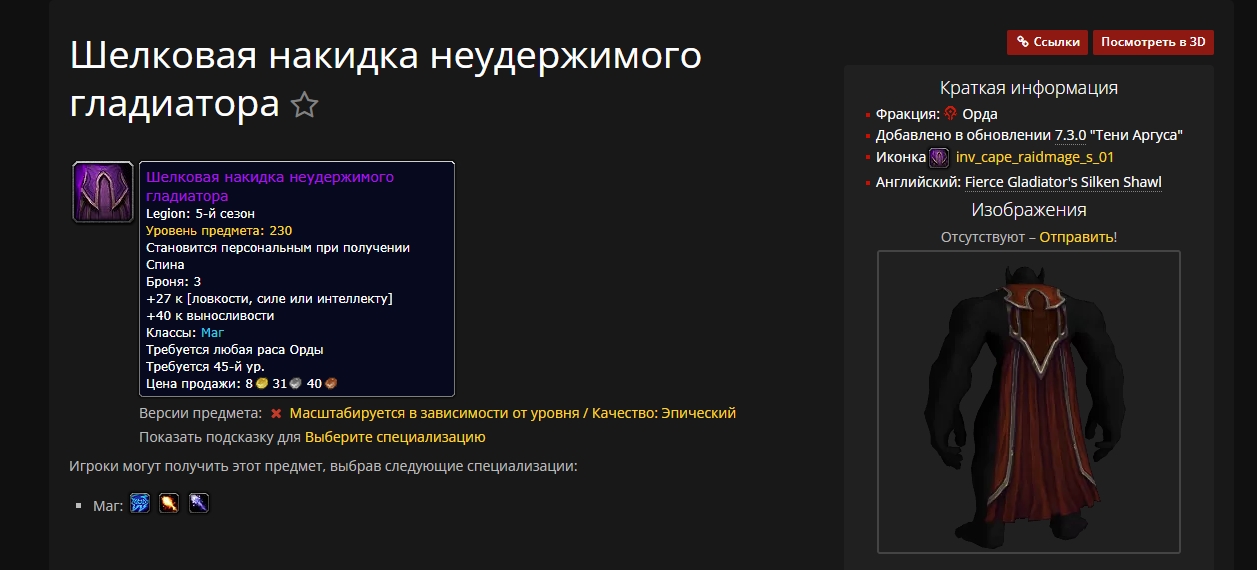 Шелковая накидка неудержимого
гладиатора
Ссылки
Посмотреть в 3D
Шелковая накидка неудержимого
гладиатора
Legion: 5-й сезон
Уровень предмета: 230
Становится персональным при получении
Спина
Броня: 3
+27 к [ловкости, силе или интеллекту]
+40 к выносливости
Классы: Маг
Требуется любая раса Орды
Требуется 45-й ур.
Цена продажи: 8 31 40
Версии предмета: Масштабируется в зависимости от уровня / Качество: Эпический
Показать подсказку для Выберите специализацию
Игроки могут получить этот предмет, выбрав следующие специализации:
Маг:
Краткая информация
Фракция: Орда
Добавлено в обновлении 7.3.0 "Тени Аргуса"
Иконка inv_cape_raidmage_s_01
Английский: Fierce Gladiator's Silken Shawl
Изображения
Отсутствуют – Отправить!